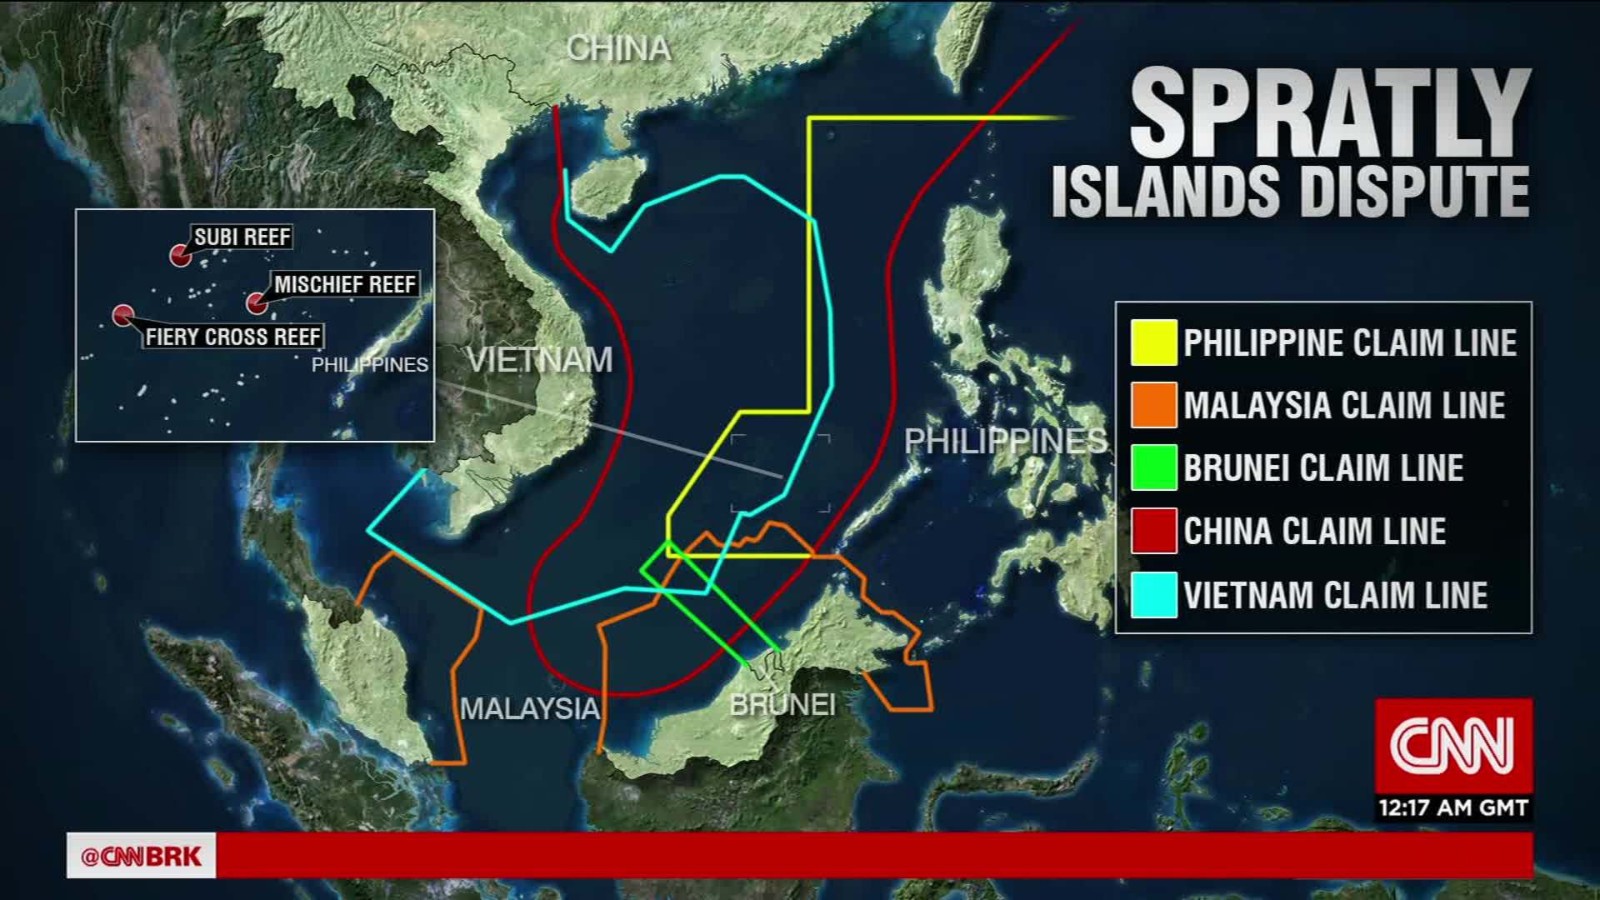 CHINA
SPRATLY
ISLANDS DISPUTE
SUBI REEF
MISCHIEF REEF
FIERY CROSS REEF
PHILIPPINES
VIETNAM
PHILIPPINES
MALAYSIA
BRUNEI
PHILIPPINE CLAIM LINE
MALAYSIA CLAIM LINE
BRUNEI CLAIM LINE
CHINA CLAIM LINE
VIETNAM CLAIM LINE
CNN
12:17 AM GMT
@CNNBRK